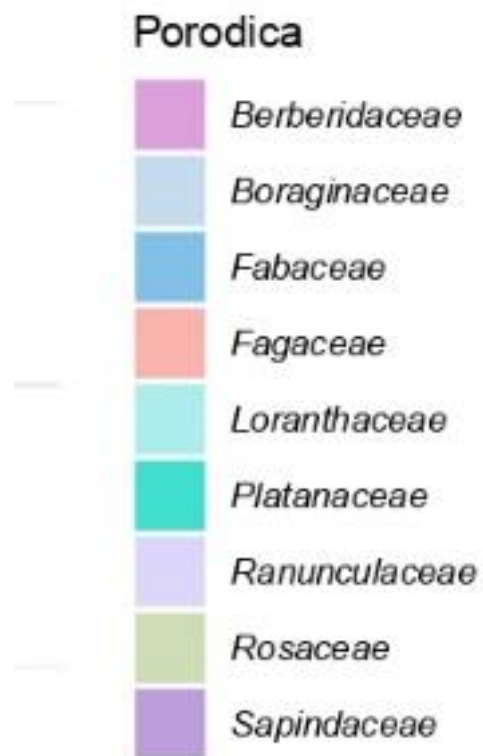 Porodica
Berberidaceae
Boraginaceae
Fabaceae
Fagaceae
Loranthaceae
Platanaceae
Ranunculaceae
Rosaceae
Sapindaceae